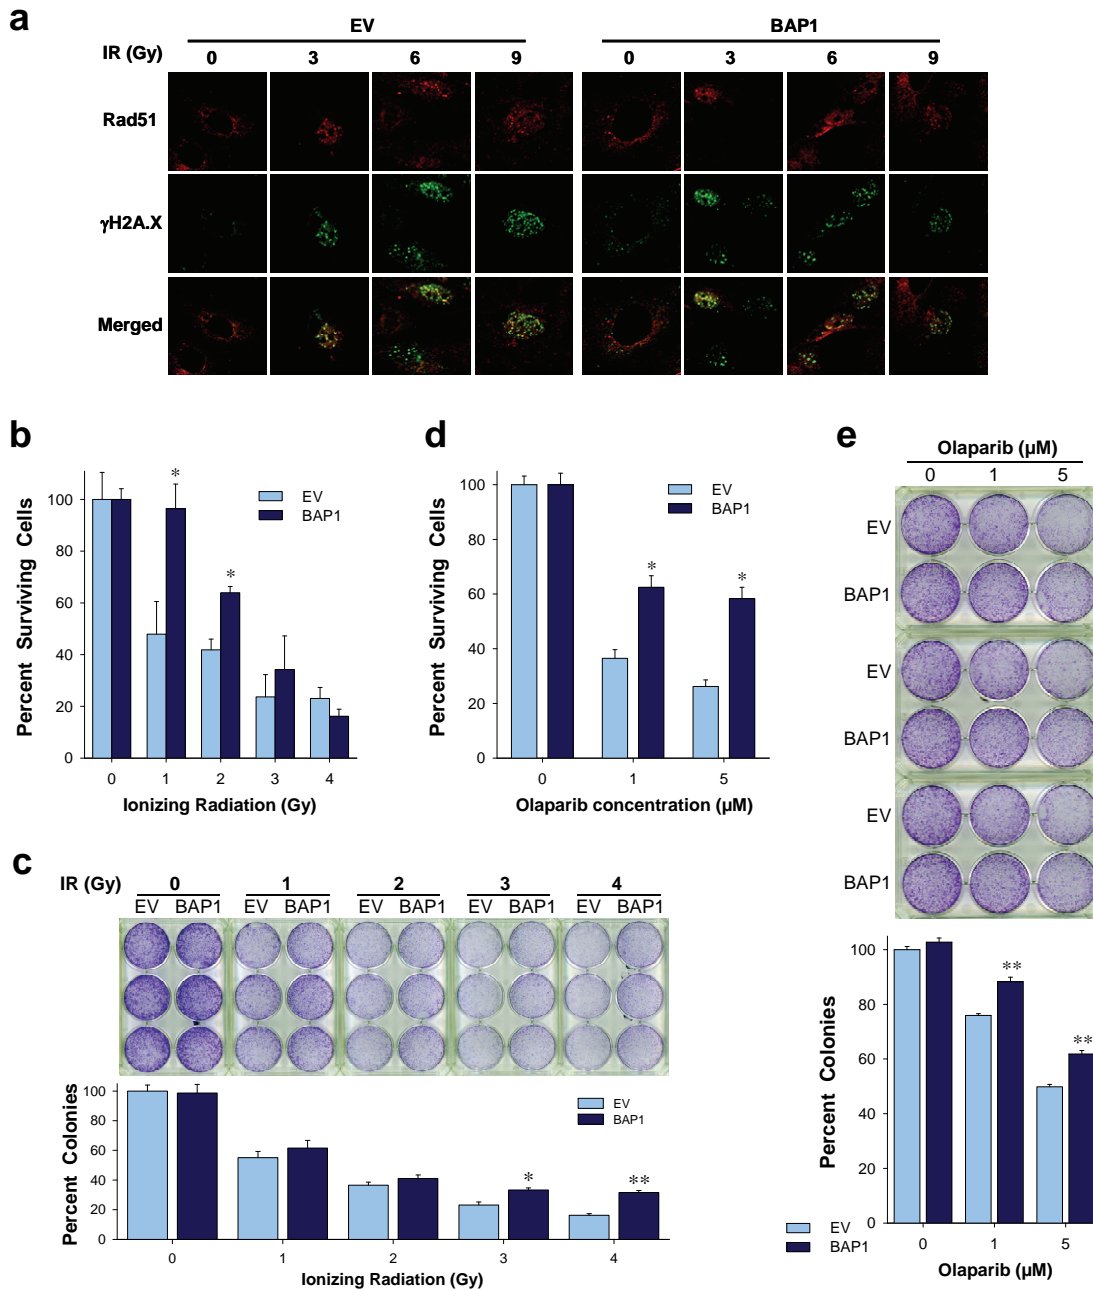 a
EV
BAP1
IR (Gy)
0
3
6
9
0
3
6
9
Rad51
γH2A.X
Merged
b
Percent Surviving Cells
100
80
60
40
20
0
*
*
EV
BAP1
0
1
2
3
4
Ionizing Radiation (Gy)
d
Percent Surviving Cells
100
80
60
40
20
0
*
*
EV
BAP1
0
1
5
Olaparib concentration (µM)
c
IR (Gy)
0
1
2
3
4
EV BAP1
EV BAP1
EV BAP1
EV BAP1
EV BAP1
Percent Colonies
100
80
60
40
20
0
*
**
EV
BAP1
0
1
2
3
4
Ionizing Radiation (Gy)
e
Olaparib (µM)
0
1
5
EV
BAP1
EV
BAP1
EV
BAP1
Percent Colonies
100
80
60
40
20
0
**
**
EV
BAP1
0
1
5
Olaparib (µM)